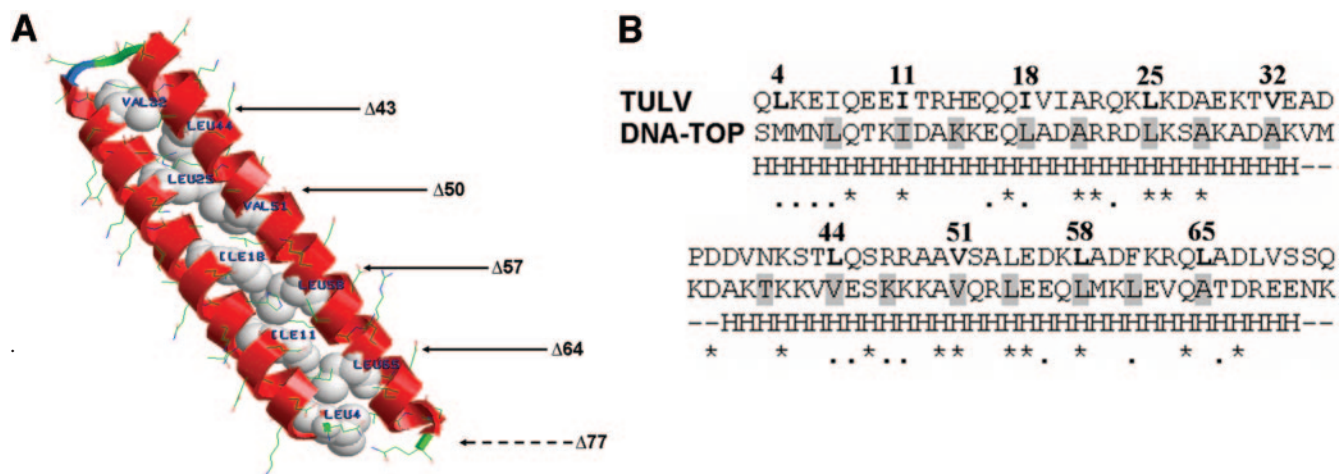 A
VAL32
Δ43
LEU44
LEU25
Δ50
VAL51
ILE18
Δ57
LEU58
ILE11
Δ64
LEU65
LEU4
Δ77
B
4 11 18 25 32
TULV QLKEIQEEITRHEQQIVIARQKLKDAEKTVEAD
DNA-TOP SMMNLQTKIDAKKEQLADARRDLKSAKADAKVM
HHHHHHHHHHHHHHHHHHHHHHHHHHHHHHH--
....* * .*. **. ** *
44 51 58 65
PDDVNKSTLQSRRAAVSALEDKLADFKRQLADLVSSQ
KDAKTKKVVESKKKAVQRLEEQLMKLEVQATDREENK
--HHHHHHHHHHHHHHHHHHHHHHHHHHHHHHHHH--
* * ..*.. ** **. * . * .*